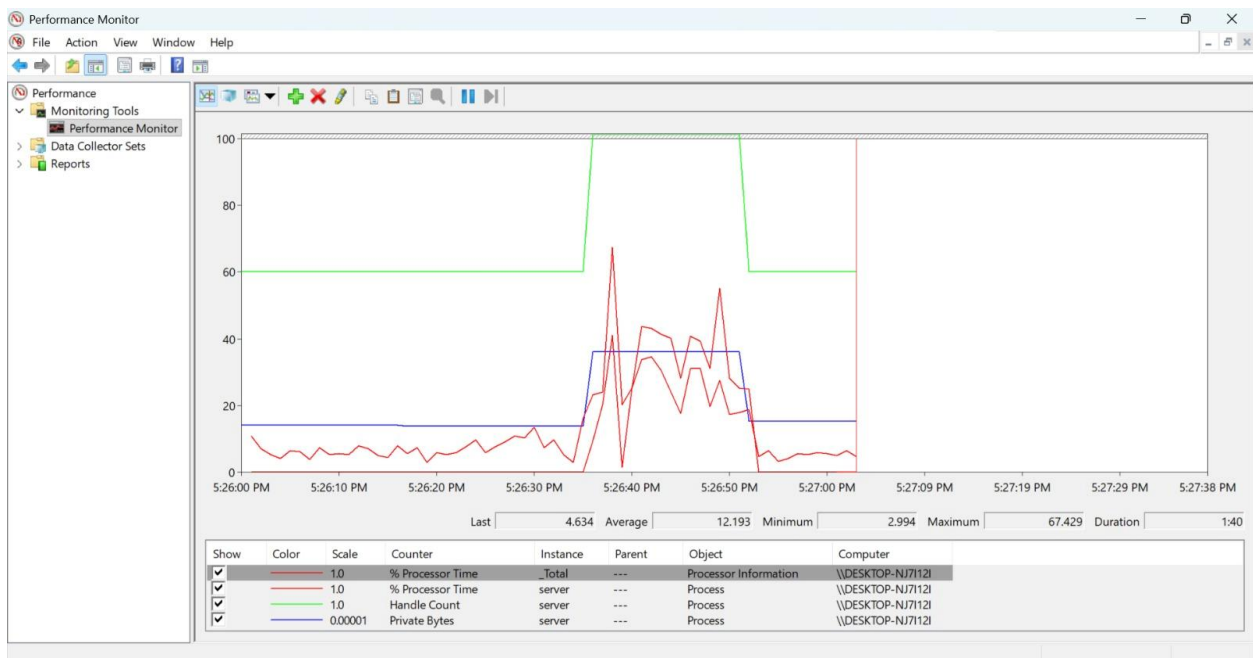 Performance Monitor
File Action View Window Help
Performance
Monitoring Tools
Performance Monitor
Data Collector Sets
Reports
100
80
60
40
20
0
5:26:00 PM 5:26:10 PM 5:26:20 PM 5:26:30 PM 5:26:40 PM 5:26:50 PM 5:27:00 PM 5:27:09 PM 5:27:19 PM 5:27:29 PM 5:27:38 PM
Last 4.634 Average 12.193 Minimum 2.994 Maximum 67.429 Duration 1:40
Show Color Scale Counter Instance Parent Object Computer
1.0 % Processor Time _Total --- Processor Information \\DESKTOP-NJ7I12I
1.0 % Processor Time server --- Process \\DESKTOP-NJ7I12I
1.0 Handle Count server --- Process \\DESKTOP-NJ7I12I
0.00001 Private Bytes server --- Process \\DESKTOP-NJ7I12I